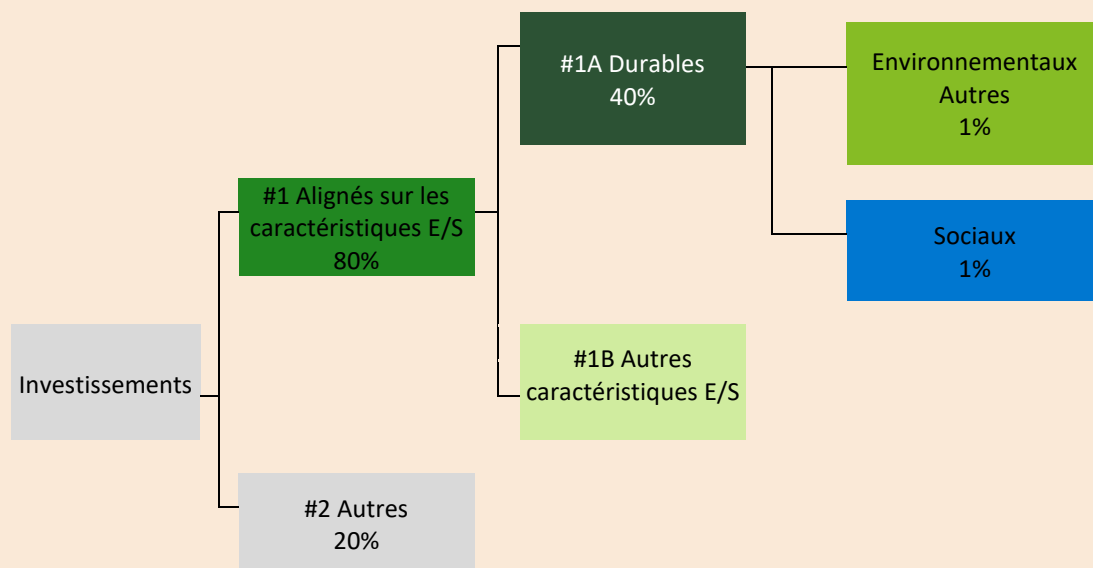 #1A Durables
40%
Environnementaux
Autres
1%
#1 Alignés sur les
caractéristiques E/S
80%
Sociaux
1%
Investissements
#1B Autres
caractéristiques E/S
#2 Autres
20%